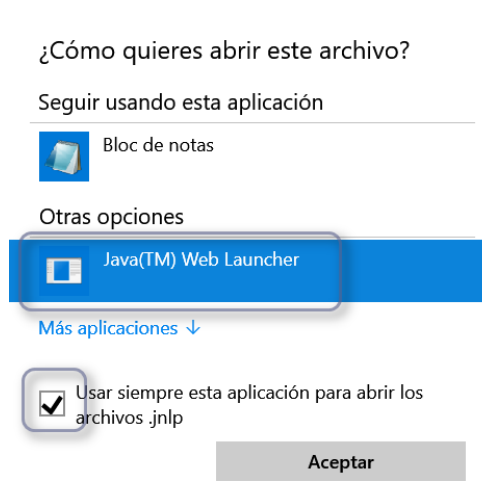 ¿Cómo quieres abrir este archivo?
Seguir usando esta aplicación
Bloc de notas
Otras opciones
Java(TM) Web Launcher
Más aplicaciones ↓
Usar siempre esta aplicación para abrir los
archivos .jnlp
Aceptar